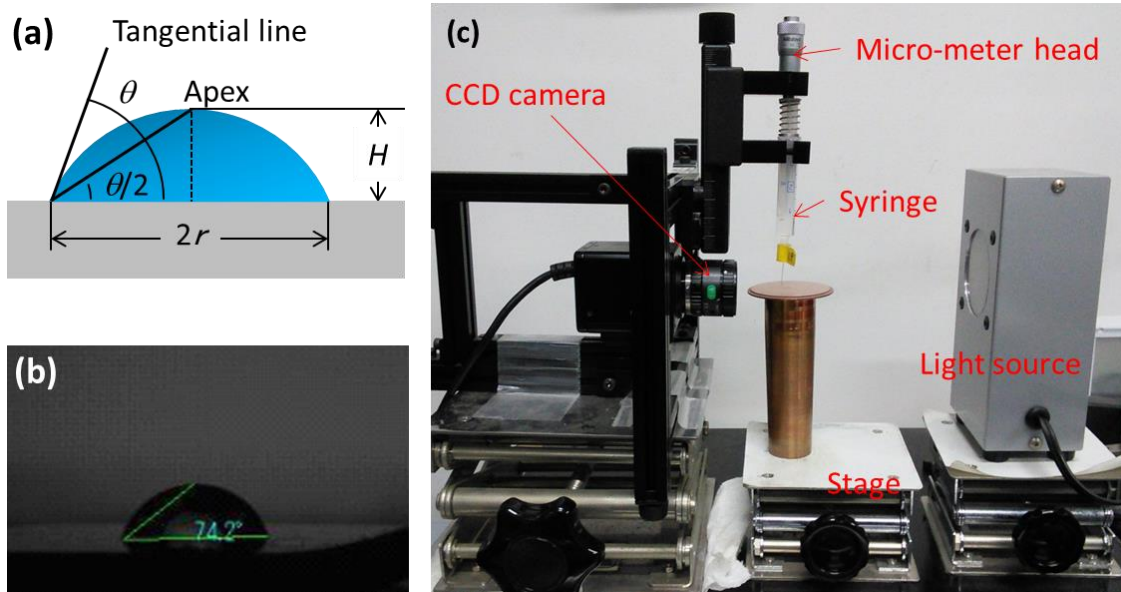 (a)
Tangential line
θ
Apex
H
θ/2
2r
(b)
74.2°
(c)
Micro-meter head
CCD camera
Syringe
Light source
Stage